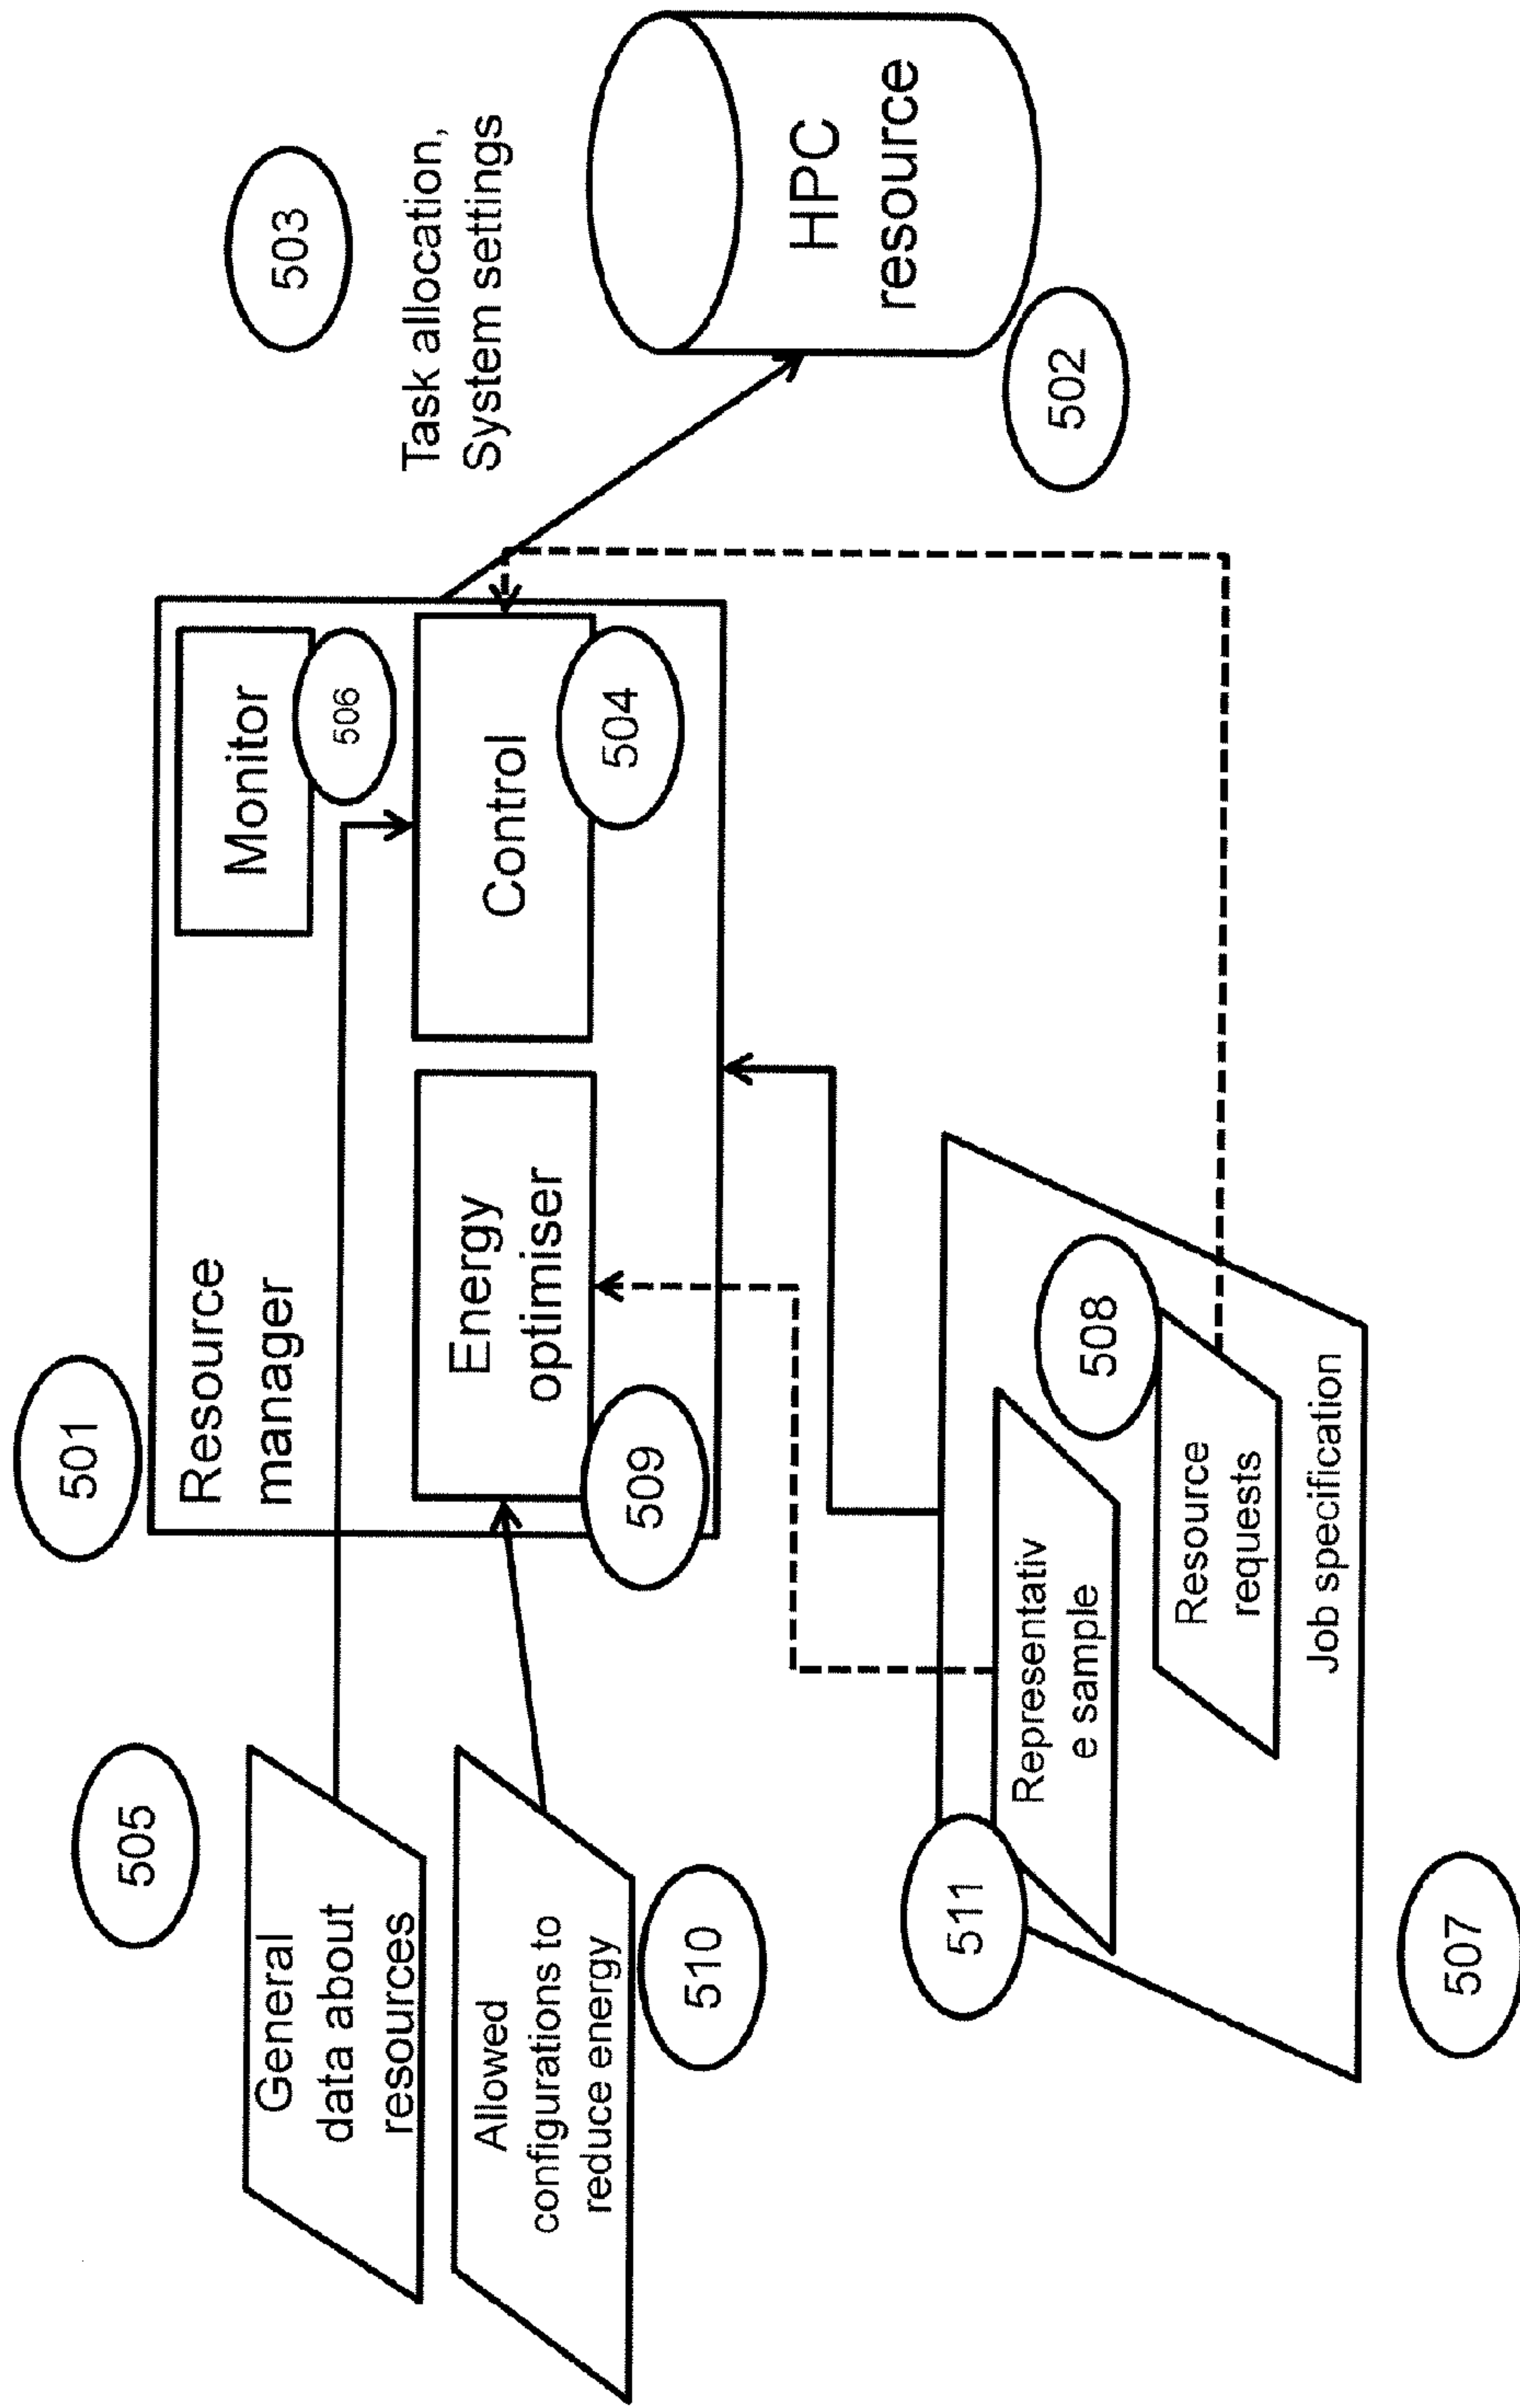 501
Resource
manager
Monitor
506
Energy
optimiser
509
Control
504
503
Task allocation,
System settings
HPC
resource
502
505
General
data about
resources
Allowed
configurations to
reduce energy
510
511
Representativ
e sample
508
Resource
requests
Job specification
507